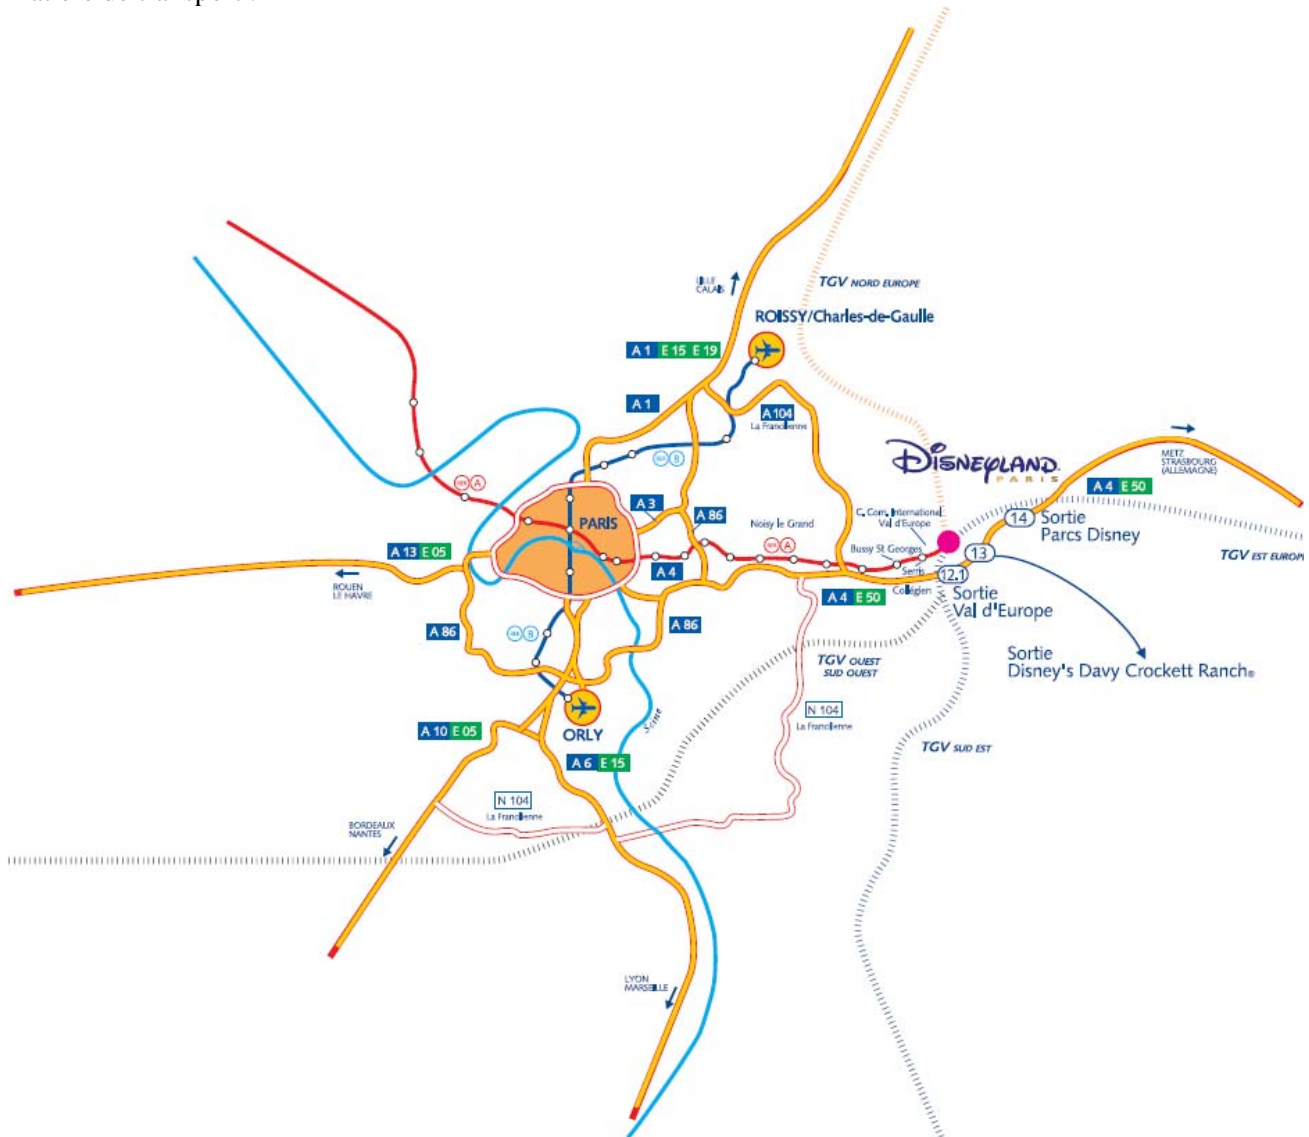 TGV NORD EUROPE
LILLE
CALAIS
ROISSY/Charles-de-Gaulle
A 1 E 15 E 19
A 1
A 104
La Francilienne
DISNEYLAND
PARIS
METZ
STRASBOURG
(ALLEMAGNE)
RER B
RER A
A 4 E 50
PARIS
A 3
A 86
Noisy le Grand
C. Com. International
Val d'Europe
14 Sortie
Parcs Disney
A 13 E 05
RER A
Bussy St Georges
13
TGV EST EUROPE
A 4
Serris
12.1
ROUEN
LE HAVRE
Collégien
A 4 E 50
Sortie
Val d'Europe
A 86
RER B
A 86
TGV OUEST
SUD OUEST
Sortie
Disney's Davy Crockett Ranch®
Seine
N 104
La Francilienne
A 10 E 05
ORLY
TGV SUD EST
A 6 E 15
N 104
La Francilienne
BORDEAUX
NANTES
LYON
MARSEILLE